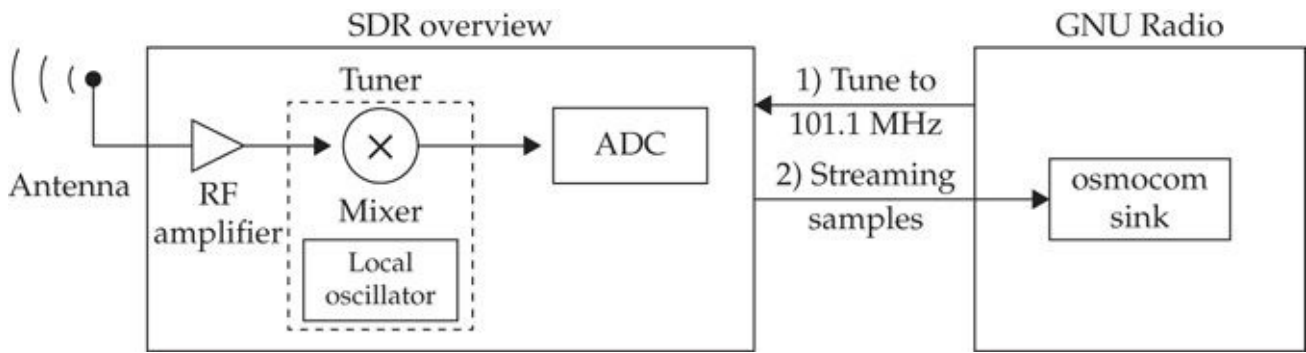 SDR overview
GNU Radio
Antenna
RF
amplifier
Tuner
Mixer
Local
oscillator
ADC
1) Tune to
101.1 MHz
2) Streaming
samples
osmocom
sink